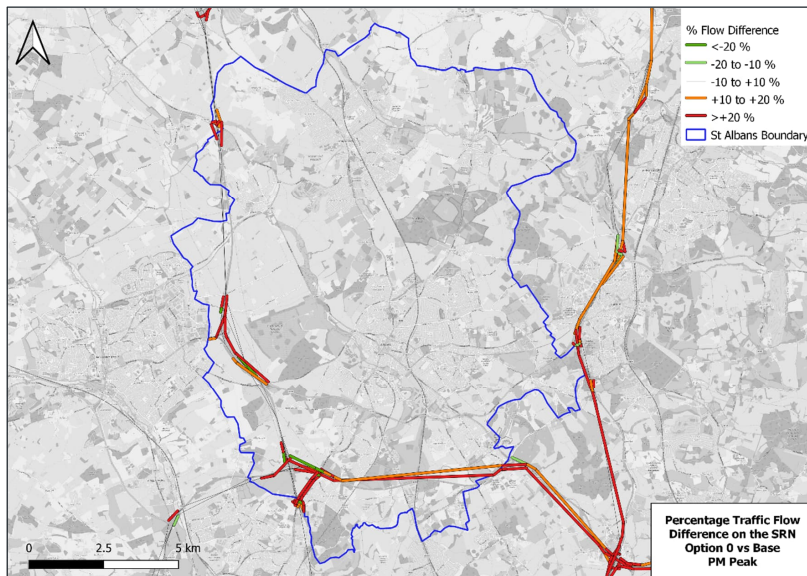 % Flow Difference
<-20 %
-20 to -10 %
-10 to +10 %
+10 to +20 %
>+20 %
St Albans Boundary
0 2.5 5 km
Percentage Traffic Flow
Difference on the SRN
Option 0 vs Base
PM Peak